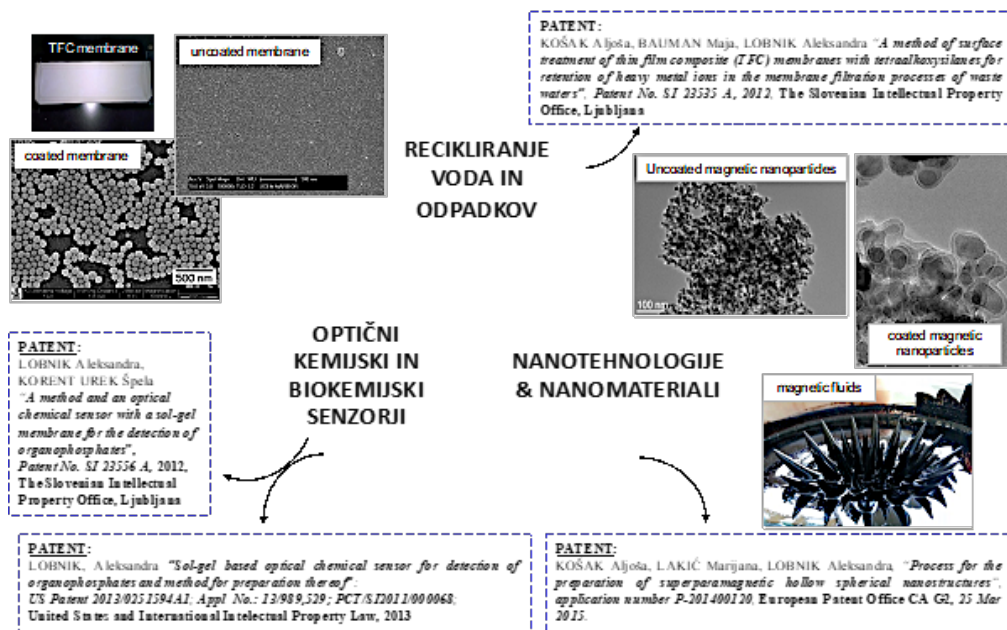 TFC membrane
uncoated membrane
coated membrane
500 nm
PATENT:
KOŠAK Aljoša, BAUMAN Maja, LOBNIK Aleksandra "A method of surface
treatment of thin film composite (TFC) membranes with tetraalkoxysilanes for
retention of heavy metal ions in the membrane filtration processes of waste
waters", Patent No. SI 23535 A, 2012, The Slovenian Intellectual Property
Office, Ljubljana
RECIKLIRANJE
VODA IN
ODPADKOV
Uncoated magnetic nanoparticles
100 nm
coated magnetic
nanoparticles
OPTIČNI
KEMIJSKI IN
BIOKEMIJSKI
SENZORJI
NANOTEHNOLOGIJE
& NANOMATERIALI
magnetic fluids
PATENT:
LOBNIK Aleksandra,
KORENT UREK Špela
"A method and an optical
chemical sensor with a sol-gel
membrane for the detection of
organophosphates",
Patent No. SI 23556 A, 2012,
The Slovenian Intellectual
Property Office, Ljubljana
PATENT:
LOBNIK, Aleksandra "Sol-gel based optical chemical sensor for detection of
organophosphates and method for preparation thereof":
US Patent 2013/0251594A1; Appl No.: 13/989,529; PCT/SI2011/000068;
United States and International Intelectual Property Law, 2013
PATENT:
KOŠAK Aljoša, LAKIĆ Marijana, LOBNIK Aleksandra, "Process for the
preparation of superparamagnetic hollow spherical nanostructures",
application number P-201400120, European Patent Office CA G2, 25 Mar
2015.